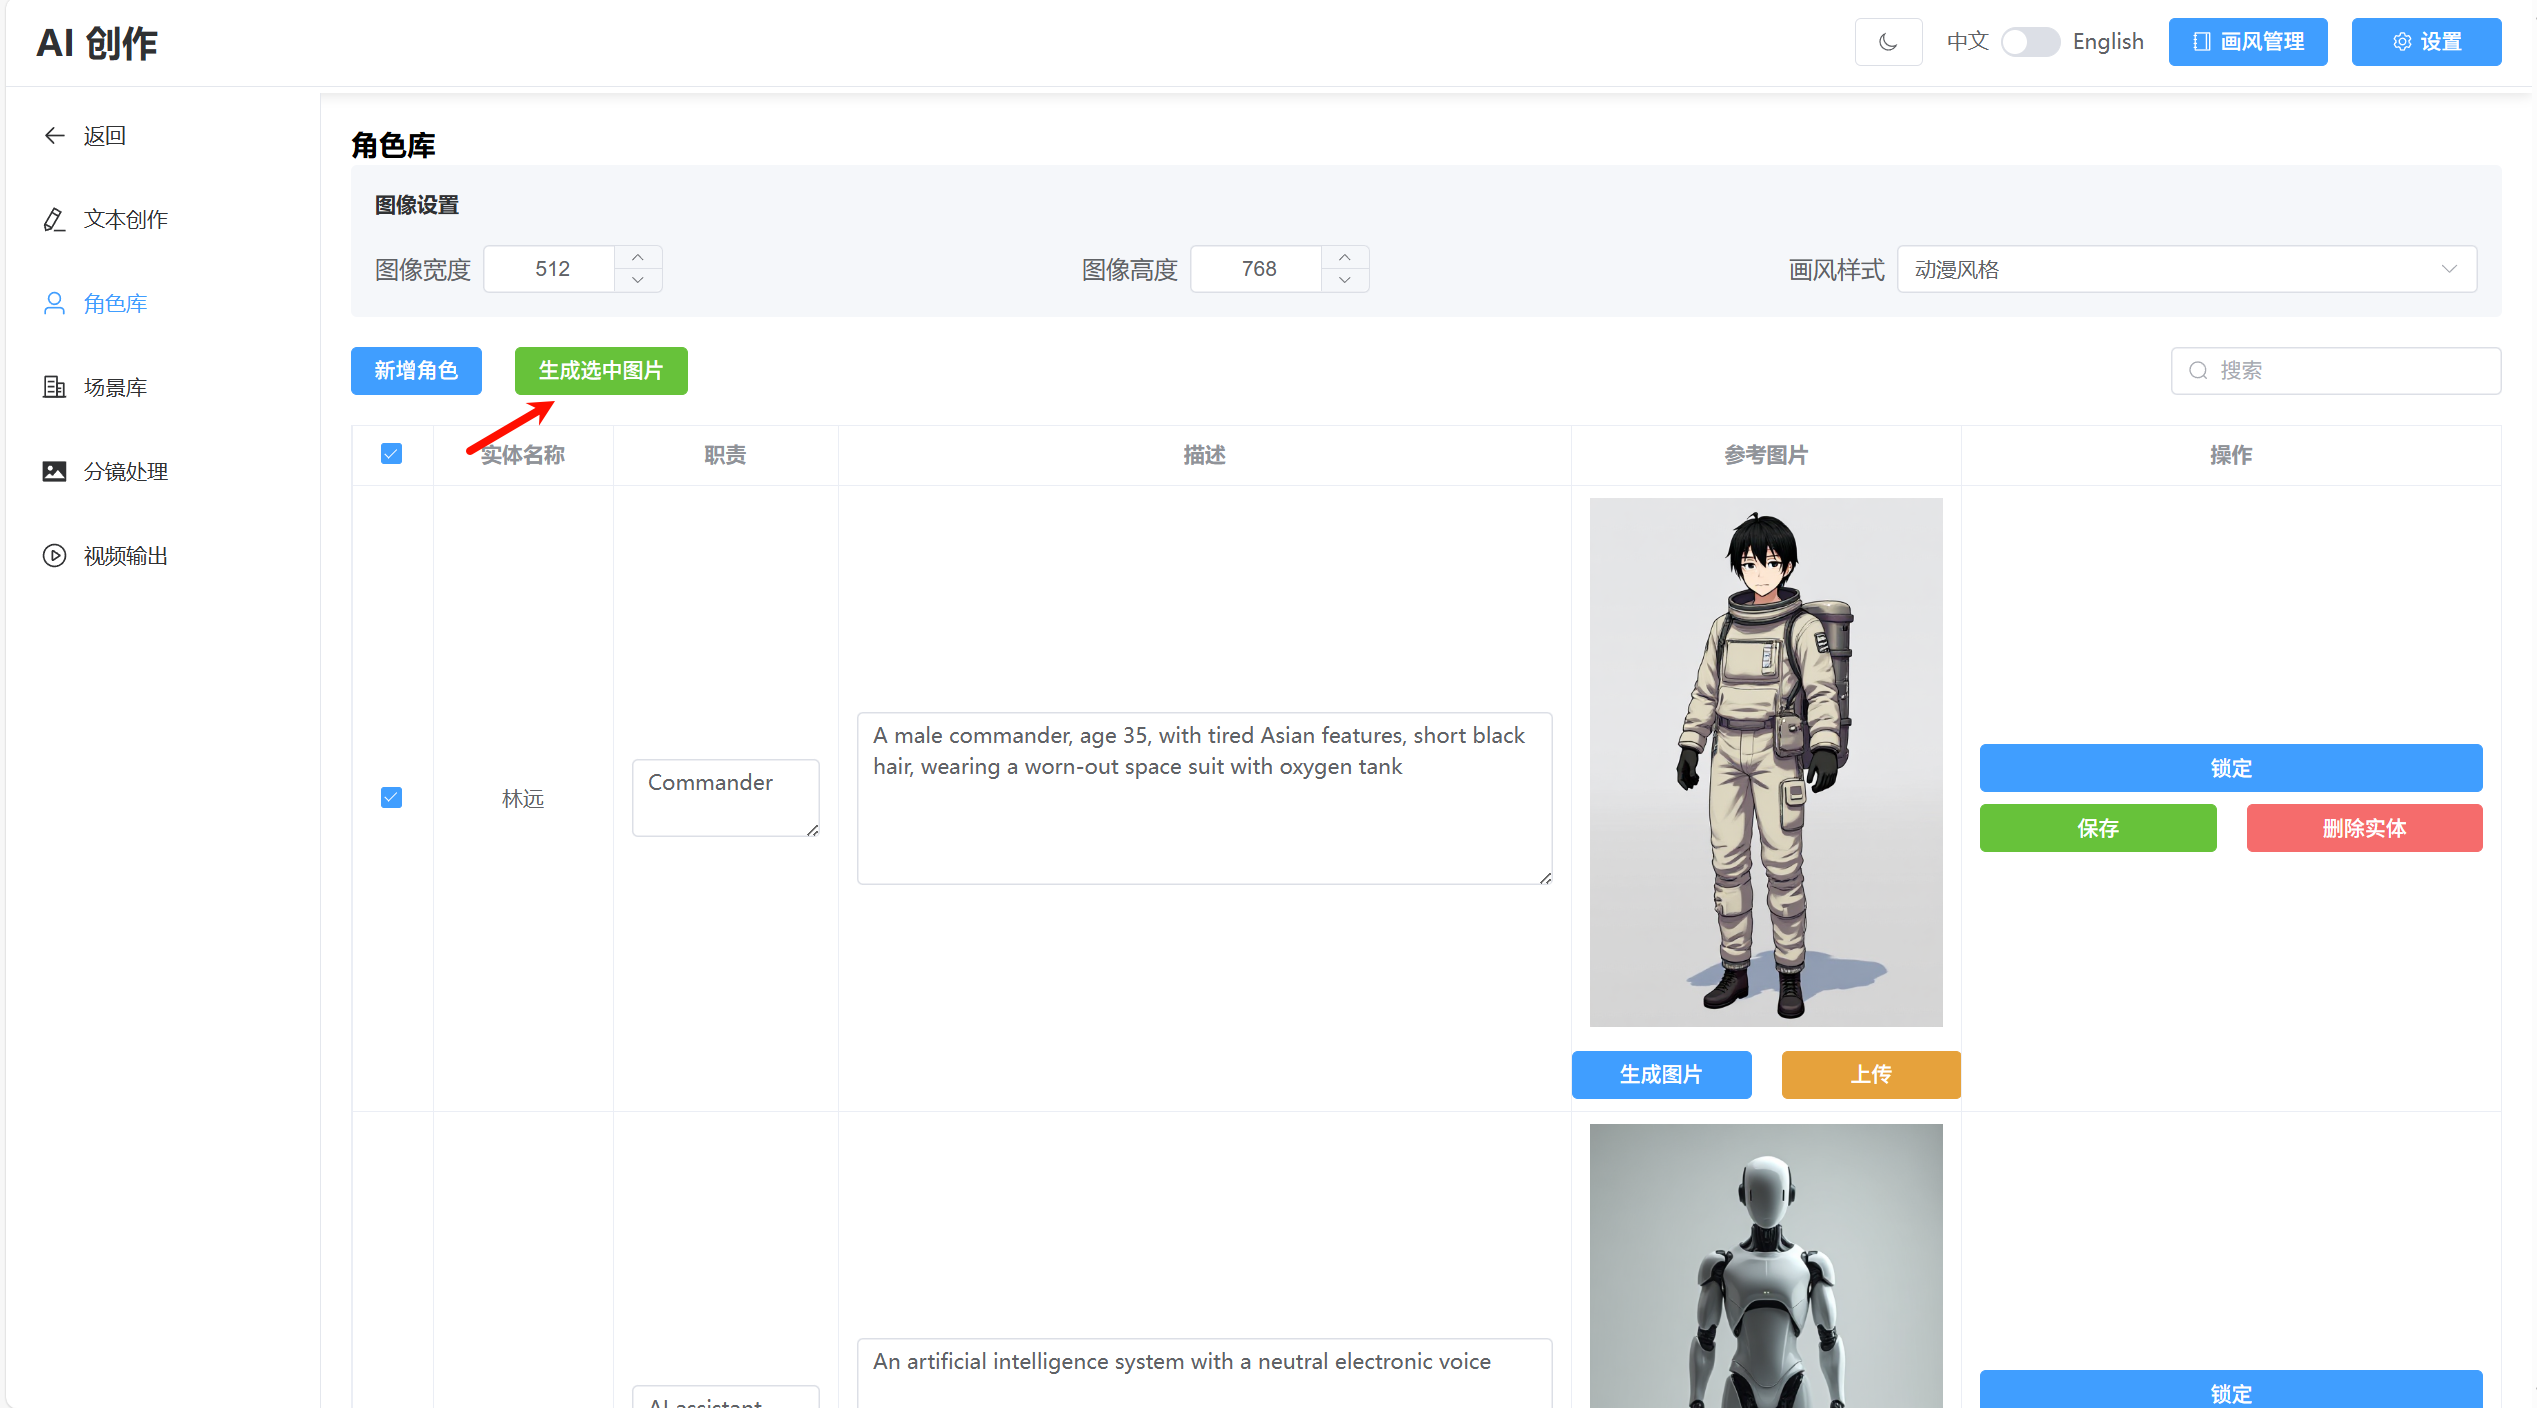 AI 创作
中文 English 画风管理 设置
返回
文本创作
角色库
场景库
分镜处理
视频输出
角色库
图像设置
图像宽度 512 图像高度 768 画风样式 动漫风格
新增角色 生成选中图片 搜索
实体名称 职责 描述 参考图片 操作
林远
Commander
A male commander, age 35, with tired Asian features, short black
hair, wearing a worn-out space suit with oxygen tank
锁定
保存 删除实体
生成图片 上传
An artificial intelligence system with a neutral electronic voice
AI assistant
锁定